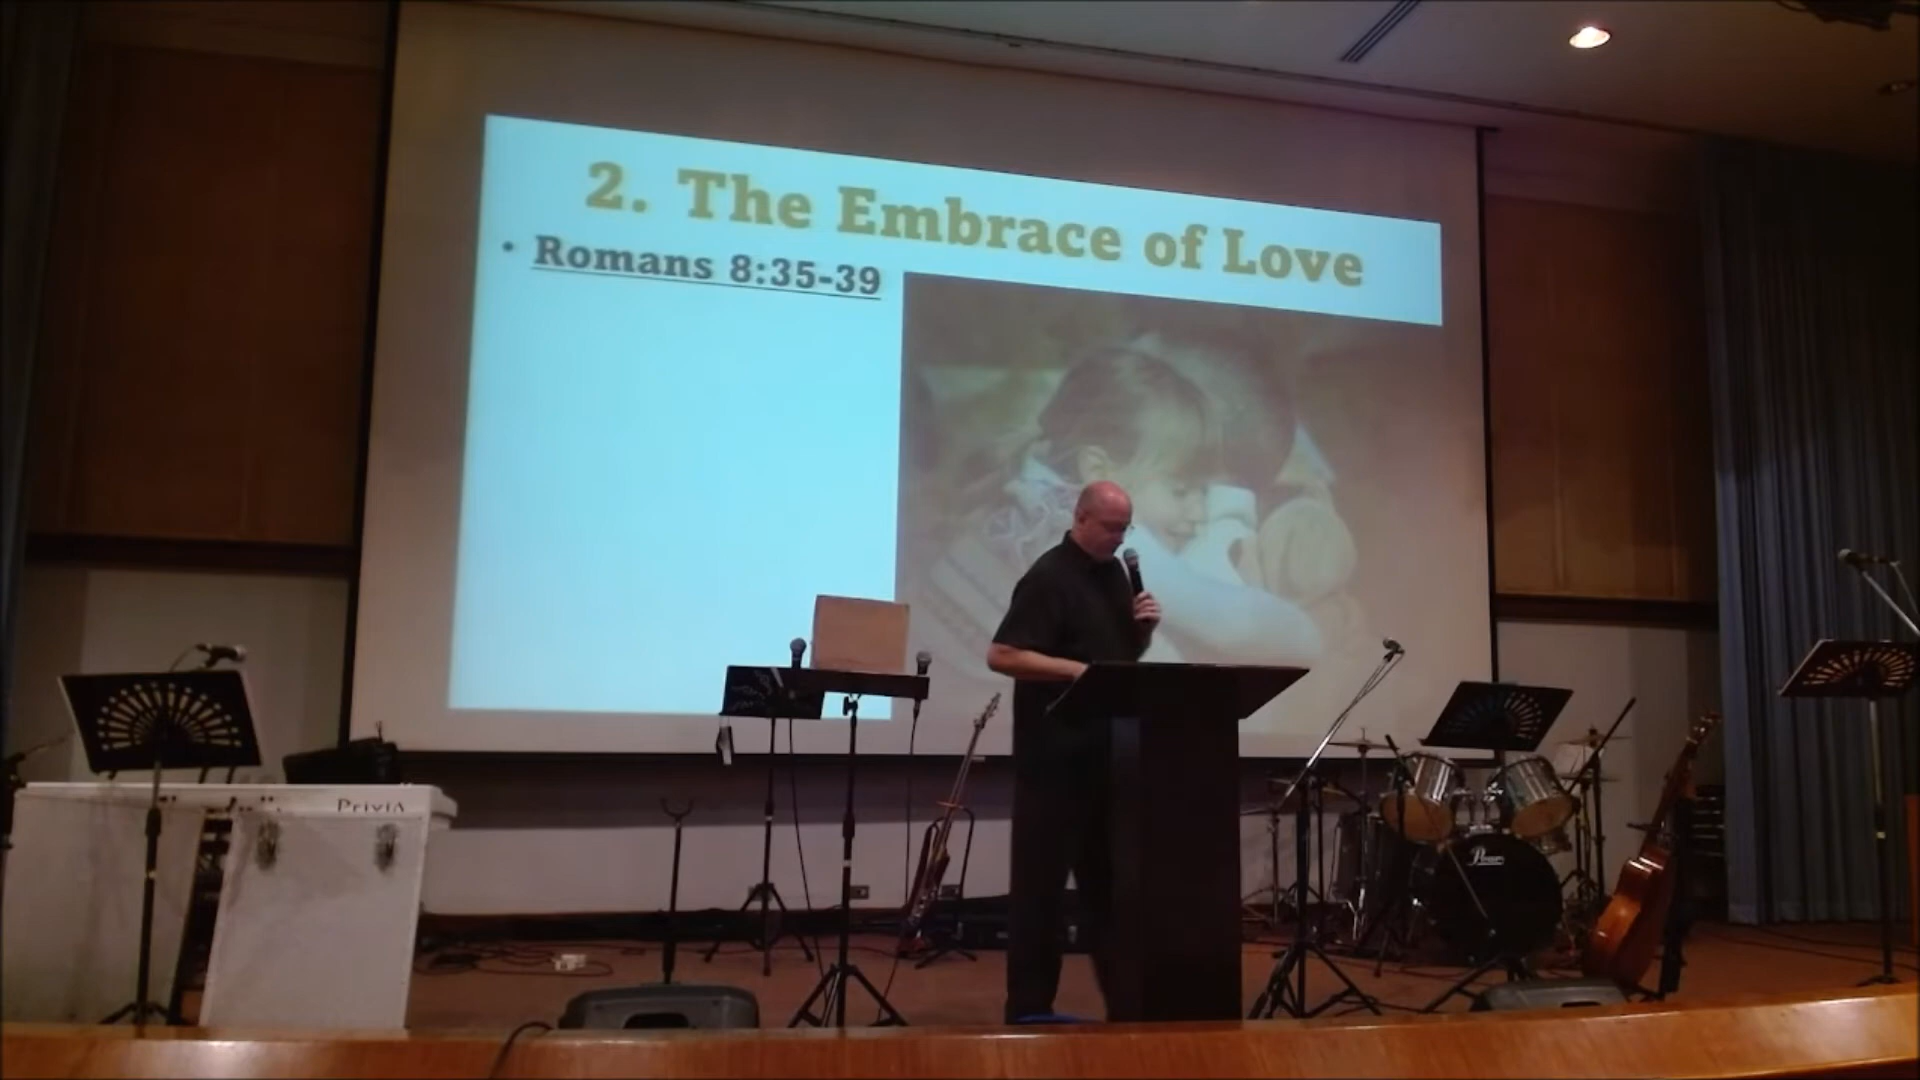 2. The Embrace of Love
• Romans 8:35-39
PriviA
Pearl